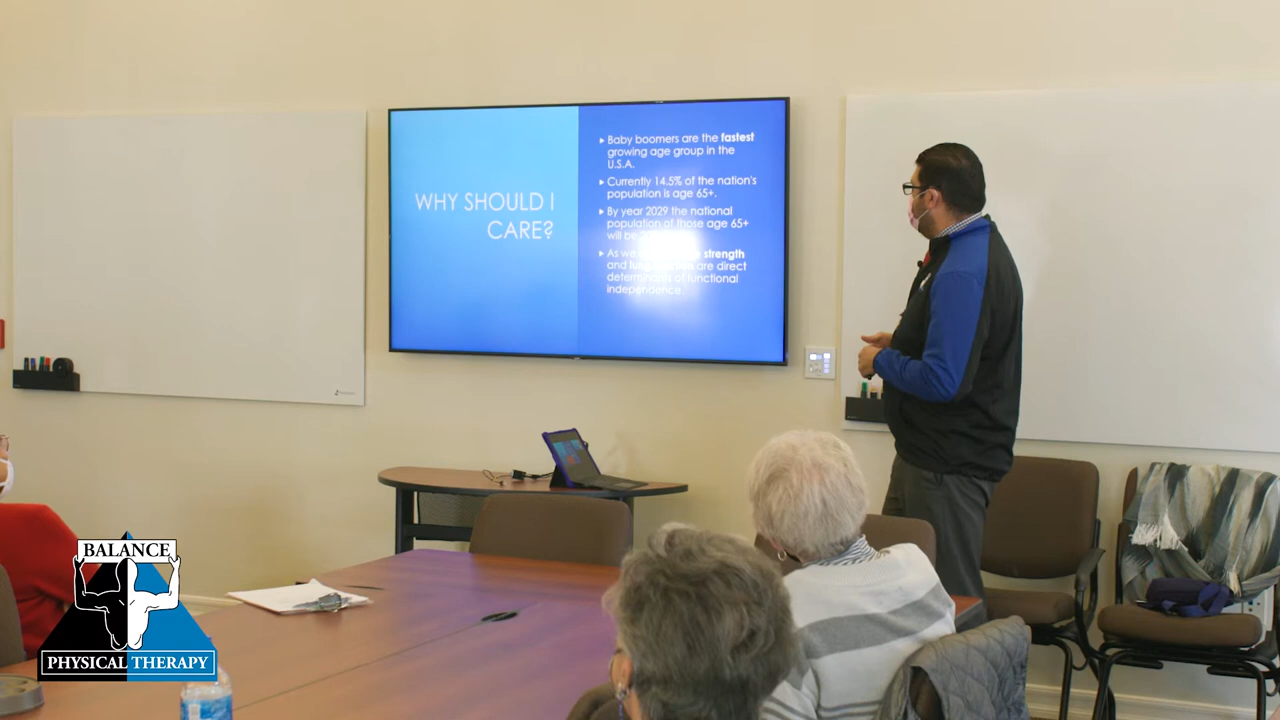 WHY SHOULD I
CARE?
Baby boomers are the fastest
growing age group in the
U.S.A.
Currently 14.5% of the nation's
population is age 65+.
By year 2029 the national
population of those age 65+
will be
As we strength
and are direct
determinants of functional
independence.
BALANCE
PHYSICAL THERAPY